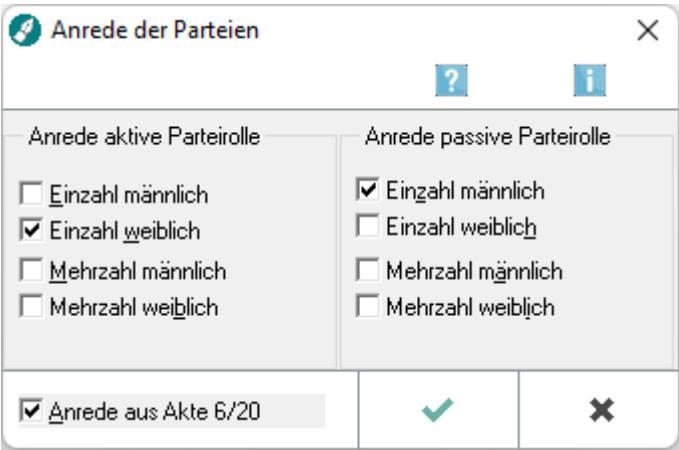 Anrede der Parteien
?
i
Anrede aktive Parteirolle
Einzahl männlich
Einzahl weiblich
Mehrzahl männlich
Mehrzahl weiblich
Anrede passive Parteirolle
Einzahl männlich
Einzahl weiblich
Mehrzahl männlich
Mehrzahl weiblich
Anrede aus Akte 6/20